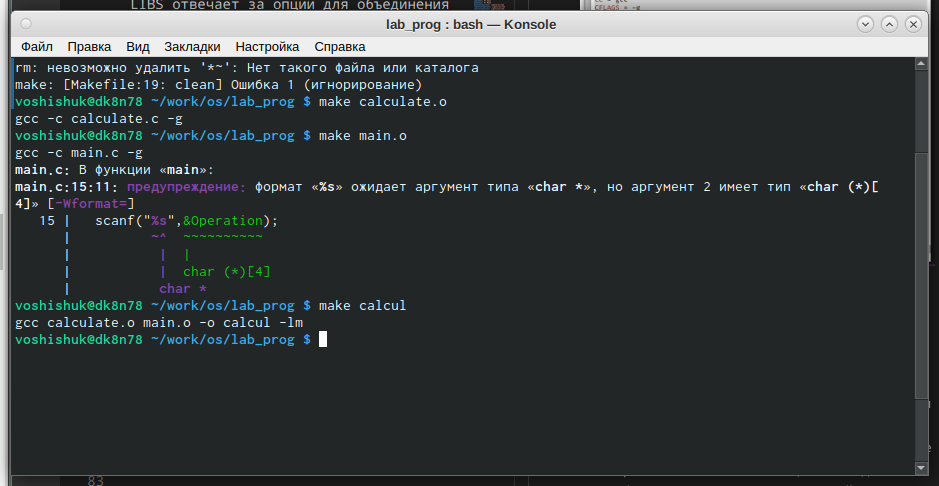 LIBS отвечает за опции для объединения
CFLAGS = -g
lab_prog : bash — Konsole
Файл Правка Вид Закладки Настройка Справка
rm: невозможно удалить '*~': Нет такого файла или каталога
make: [Makefile:19: clean] Ошибка 1 (игнорирование)
voshishuk@dk8n78 ~/work/os/lab_prog $ make calculate.o
gcc -c calculate.c -g
voshishuk@dk8n78 ~/work/os/lab_prog $ make main.o
gcc -c main.c -g
main.c: В функции «main»:
main.c:15:11: предупреждение: формат «%s» ожидает аргумент типа «char *», но аргумент 2 имеет тип «char (*)[
4]» [-Wformat=]
15 | scanf("%s",&Operation);
| ~^ ~~~~~~~~~~
| | |
| | char (*)[4]
| char *
voshishuk@dk8n78 ~/work/os/lab_prog $ make calcul
gcc calculate.o main.o -o calcul -lm
voshishuk@dk8n78 ~/work/os/lab_prog $
83